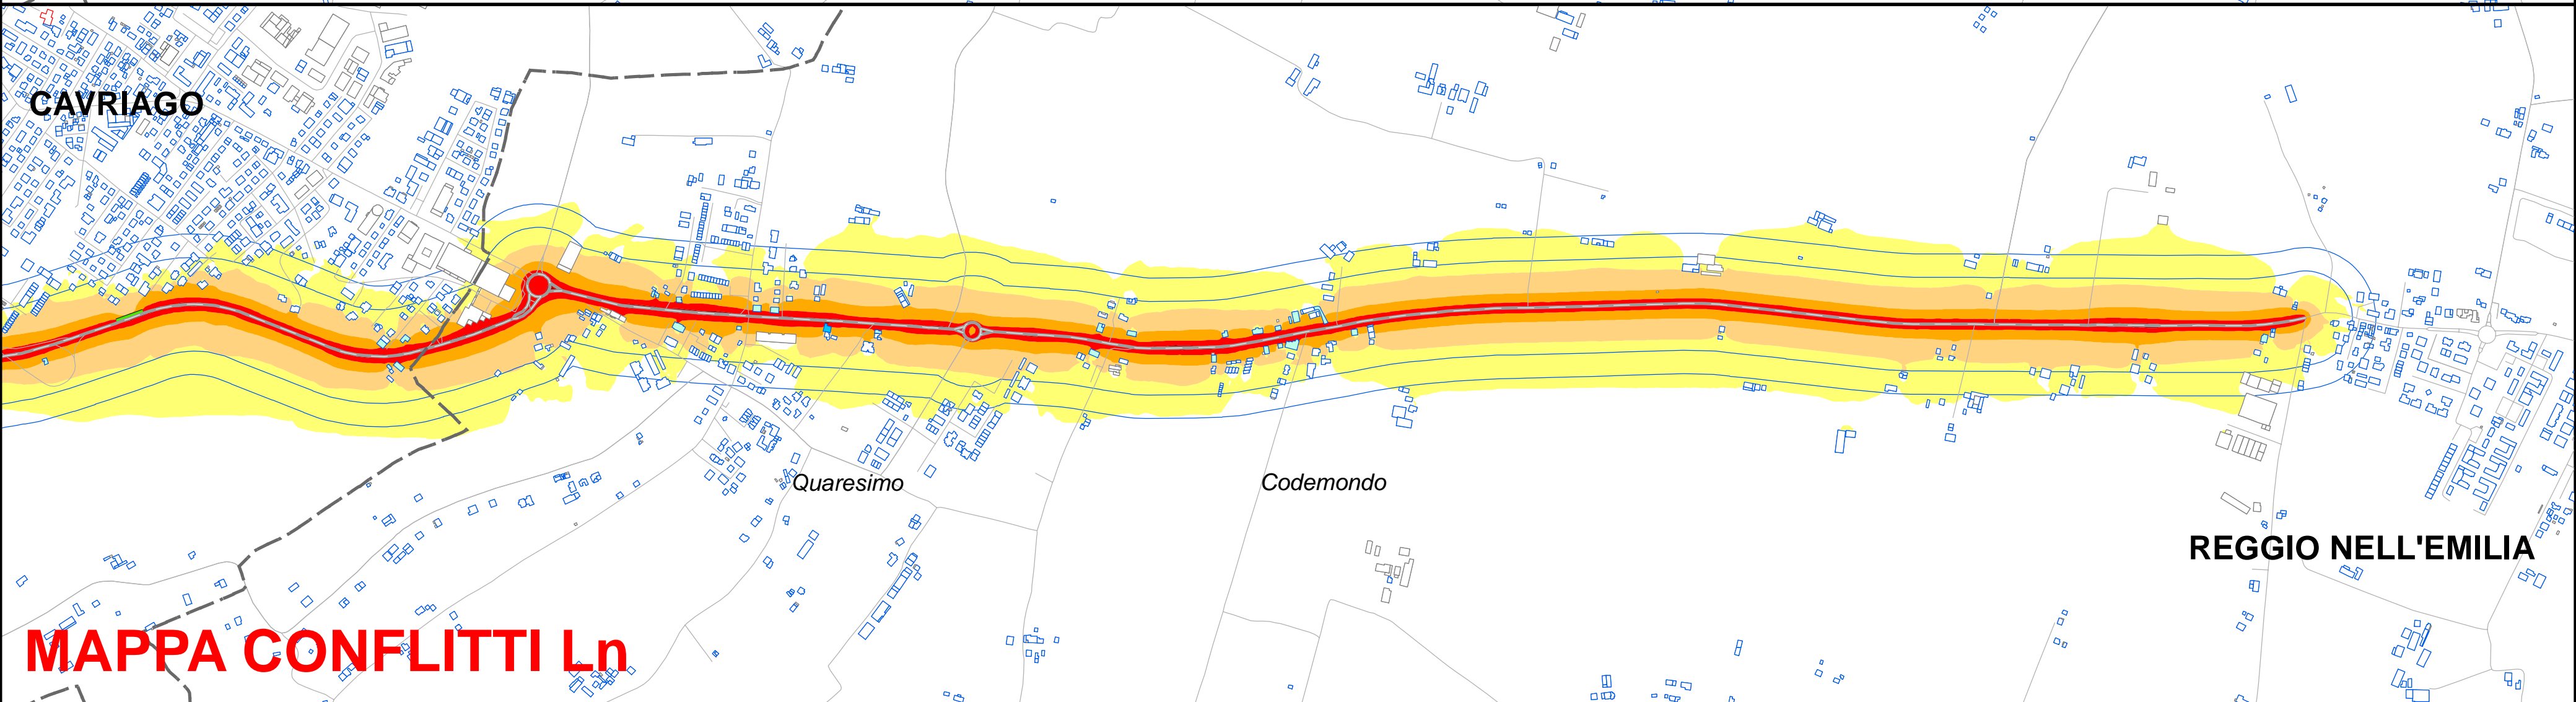 CAVRIAGO
Quaresimo
Codemondo
REGGIO NELL'EMILIA
MAPPA CONFLITTI Ln